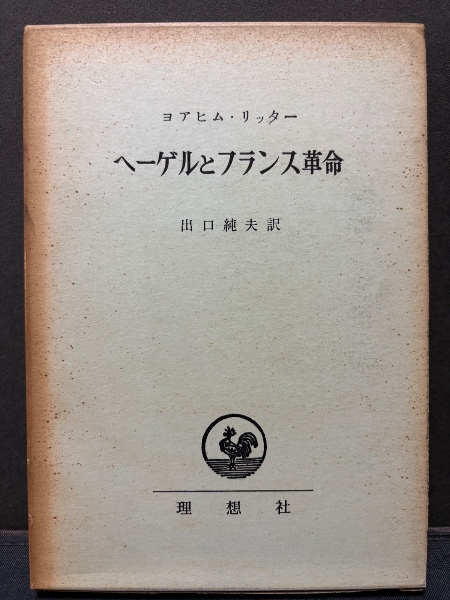 ヨアヒム・リッター
ヘーゲルとフランス革命
出口純夫訳
理想社